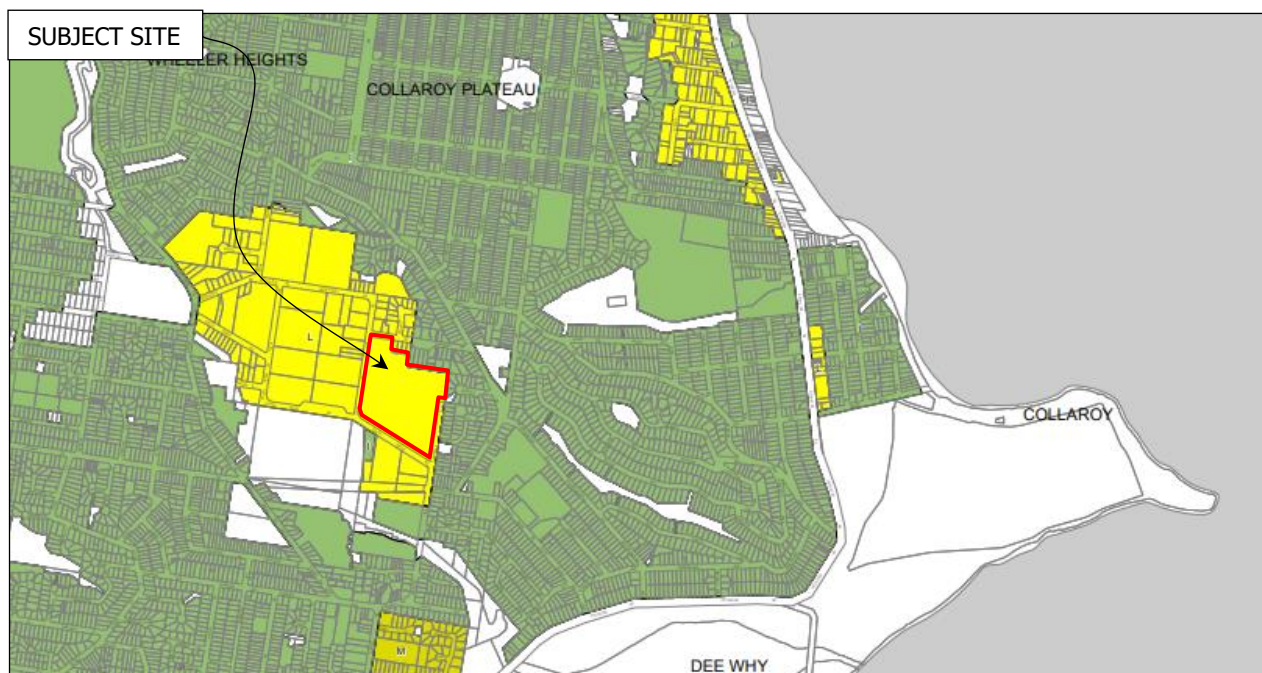 SUBJECT SITE
WHEELER HEIGHTS
COLLAROY PLATEAU
L
COLLAROY
M
DEE WHY